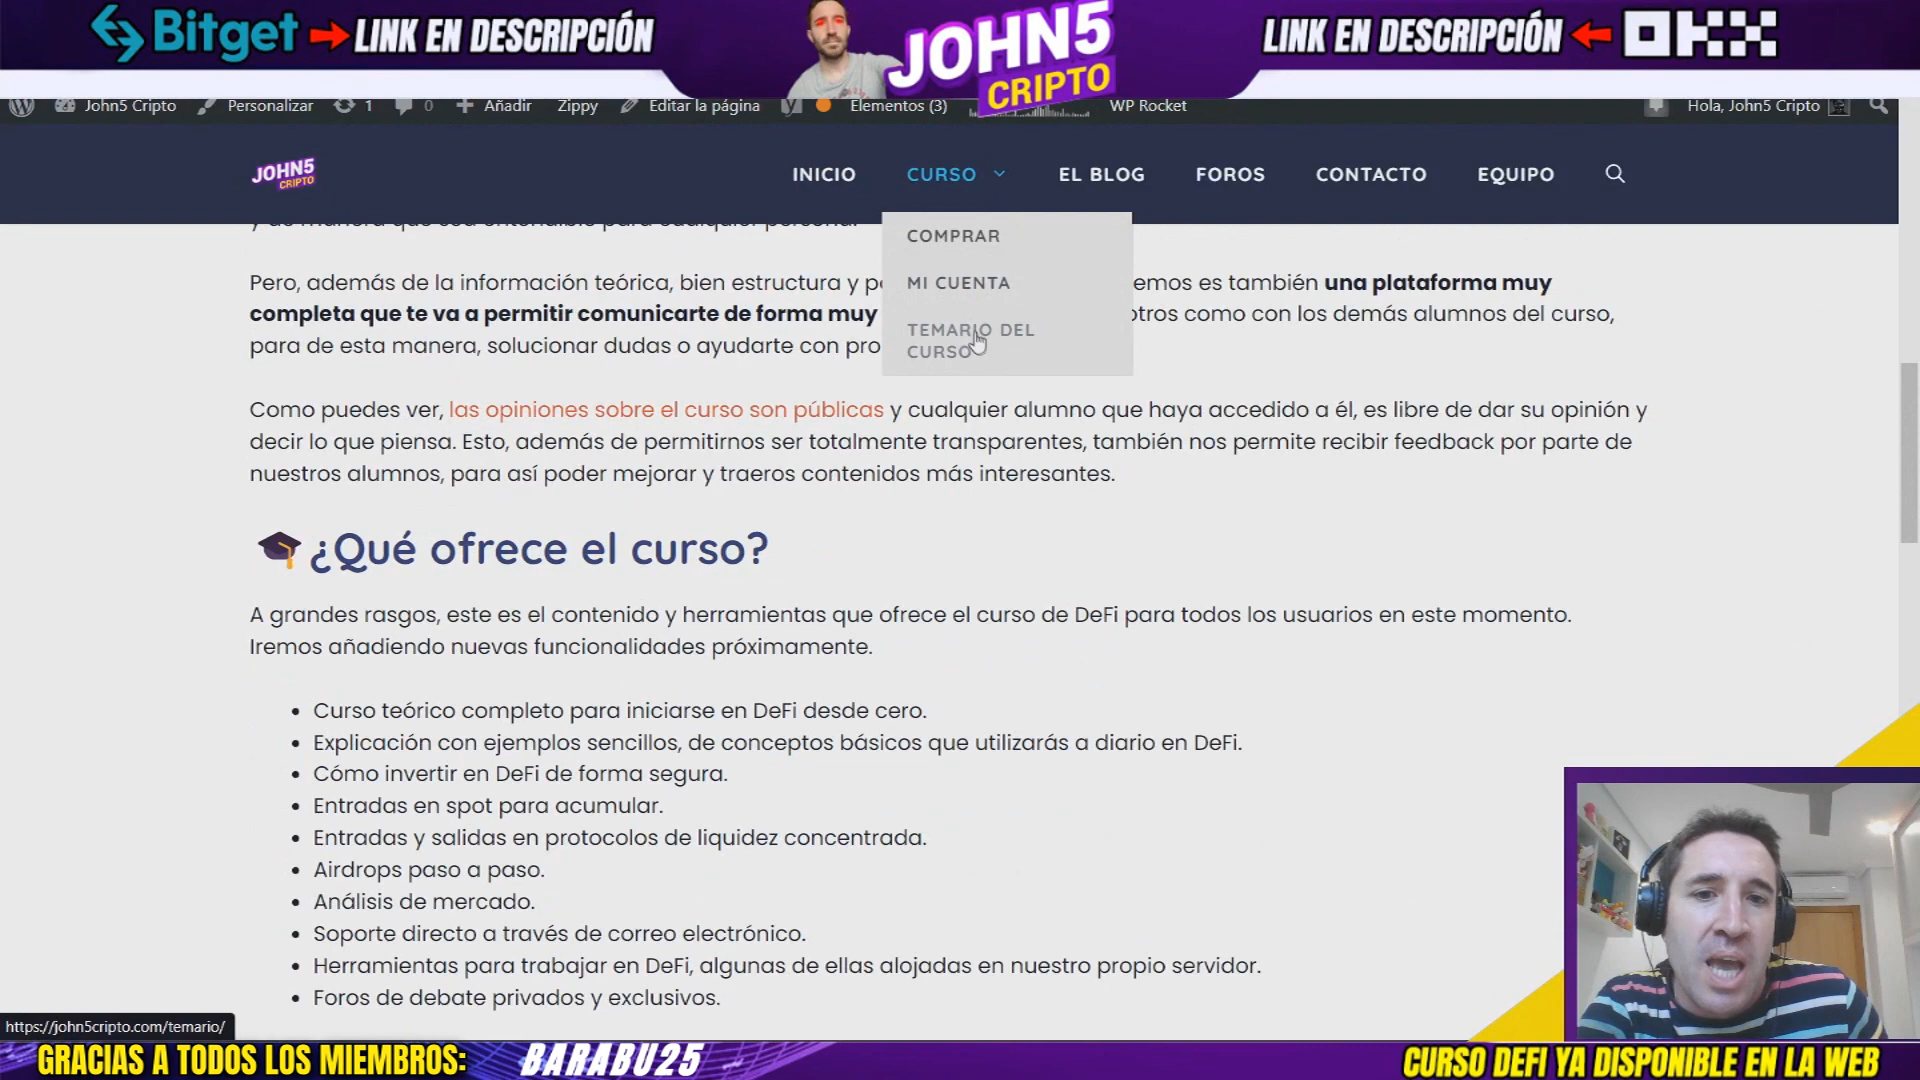 Bitget LINK EN DESCRIPCIÓN JOHN5 CRIPTO LINK EN DESCRIPCIÓN OKX
John5 Cripto Personalizar 1 0 Añadir Zippy Editar la página Elementos (3) WP Rocket Hola, John5 Cripto
JOHN5 CRIPTO INICIO CURSO EL BLOG FOROS CONTACTO EQUIPO
COMPRAR
MI CUENTA
TEMARIO DEL
CURSO
y de manera que sea entendible para cualquier persona.
Pero, además de la información teórica, bien estructura y p emos es también una plataforma muy
completa que te va a permitir comunicarte de forma muy otros como con los demás alumnos del curso,
para de esta manera, solucionar dudas o ayudarte con pro
Como puedes ver, las opiniones sobre el curso son públicas y cualquier alumno que haya accedido a él, es libre de dar su opinión y
decir lo que piensa. Esto, además de permitirnos ser totalmente transparentes, también nos permite recibir feedback por parte de
nuestros alumnos, para así poder mejorar y traeros contenidos más interesantes.
¿Qué ofrece el curso?
A grandes rasgos, este es el contenido y herramientas que ofrece el curso de DeFi para todos los usuarios en este momento.
Iremos añadiendo nuevas funcionalidades próximamente.
• Curso teórico completo para iniciarse en DeFi desde cero.
• Explicación con ejemplos sencillos, de conceptos básicos que utilizarás a diario en DeFi.
• Cómo invertir en DeFi de forma segura.
• Entradas en spot para acumular.
• Entradas y salidas en protocolos de liquidez concentrada.
• Airdrops paso a paso.
• Análisis de mercado.
• Soporte directo a través de correo electrónico.
• Herramientas para trabajar en DeFi, algunas de ellas alojadas en nuestro propio servidor.
• Foros de debate privados y exclusivos.
https://john5cripto.com/temario/
GRACIAS A TODOS LOS MIEMBROS: BARABU25 CURSO DEFI YA DISPONIBLE EN LA WEB